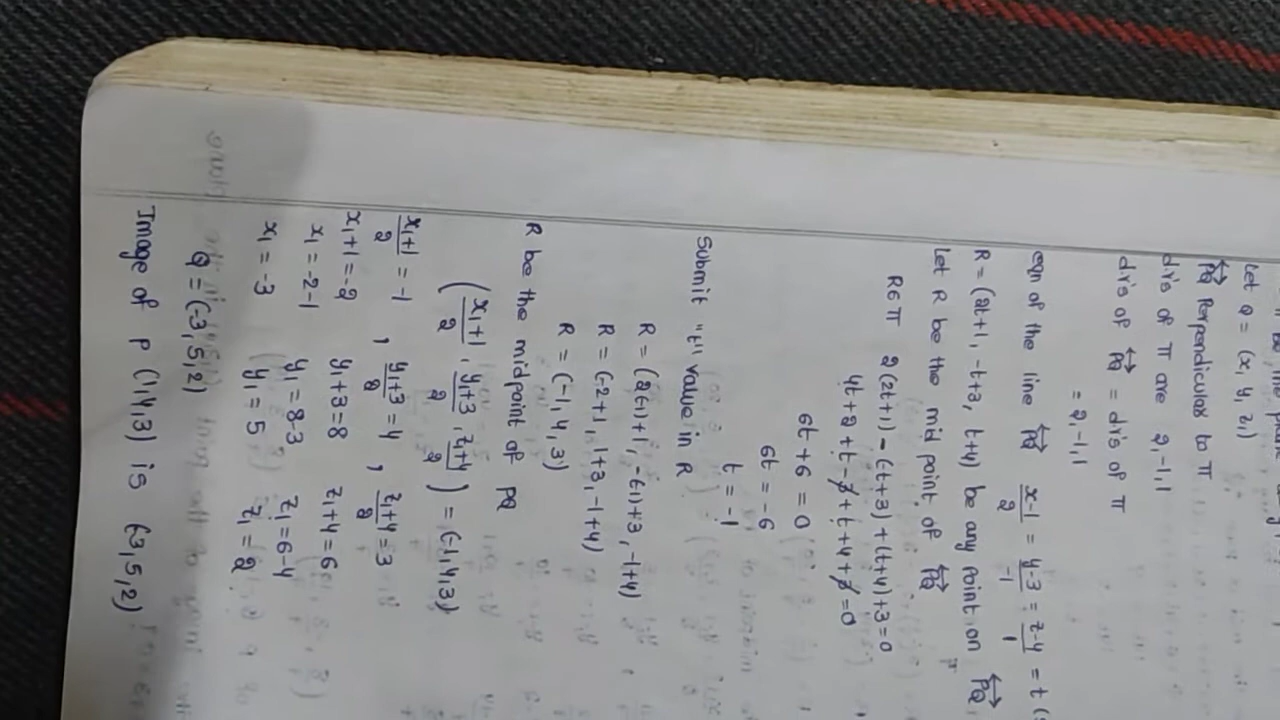 Let Q = (x, y, z,)
↔PQ Perpendicular to π
dr's of π are 2,-1,1
dr's of ↔PQ = dr's of π
= 2,-1,1
eqn of the line ↔PQ (x-1)/2 = (y-3)/-1 = (z-4)/1 = t
R = (2t+1, -t+3, t+4) be any point on ↔PQ
Let R be the mid point of ↔PQ
R∈π 2(2t+1) - (-t+3) + (t+4)+3=0
4t+2+t-3+t+4+3=0
6t+6 = 0
6t = -6
t = -1
Submit "t" value in R
R = (2(-1)+1, -(-1)+3, -1+4)
R = (-2+1, 1+3, -1+4)
R = (-1, 4, 3)
R be the midpoint of PQ
((x₁+1)/2, (y₁+3)/2, (z₁+4)/2) = (-1,4,3)
(x₁+1)/2 = -1 , (y₁+3)/2 = 4 , (z₁+4)/2 = 3
x₁+1 = -2 y₁+3=8 z₁+4=6
x₁ = -2-1 y₁ = 8-3 z₁=6-4
x₁ = -3 y₁ = 5 z₁ = 2
Q = (-3,5,2)
Image of P (1,4,3) is (-3,5,2)